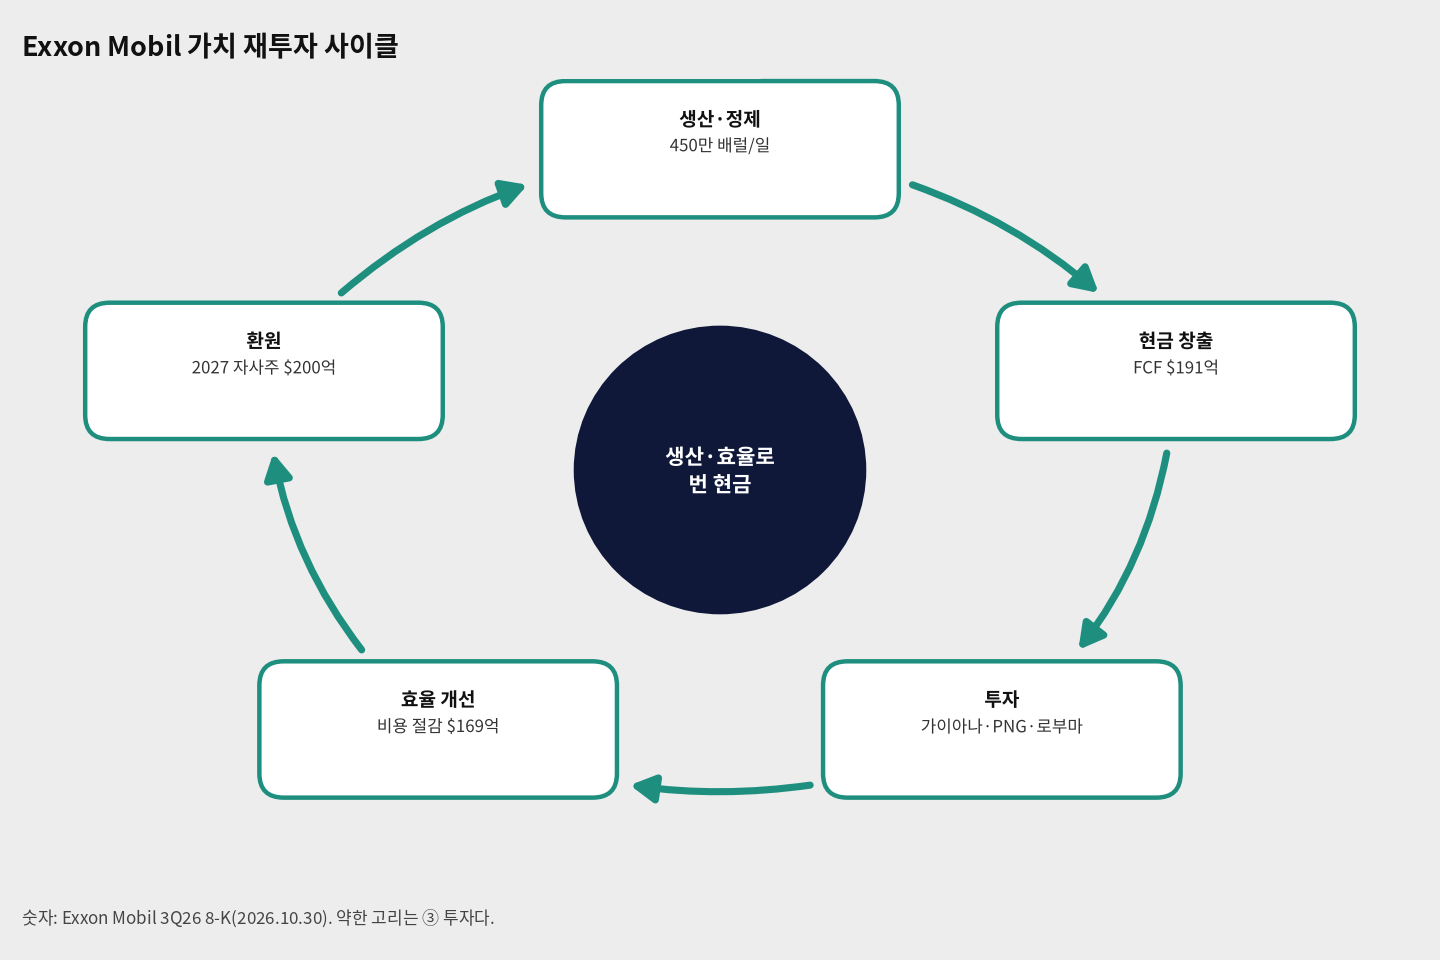 Exxon Mobil 가치 재투자 사이클
생산·정제
450만 배럴/일
환원
2027 자사주 $200억
현금 창출
FCF $191억
생산·효율로
번 현금
효율 개선
비용 절감 $169억
투자
가이아나·PNG·로부마
숫자: Exxon Mobil 3Q26 8-K(2026.10.30). 약한 고리는 ③ 투자다.